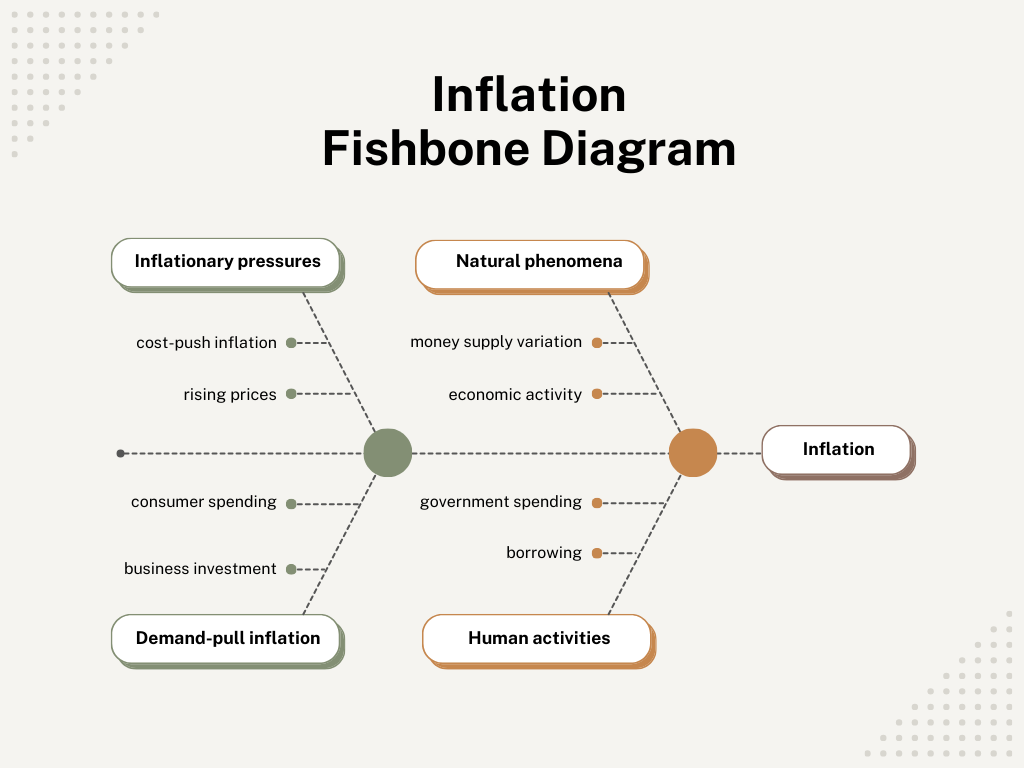 Inflation
Fishbone Diagram
Inflationary pressures
Natural phenomena
cost-push inflation
money supply variation
rising prices
economic activity
Inflation
consumer spending
government spending
borrowing
business investment
Demand-pull inflation
Human activities